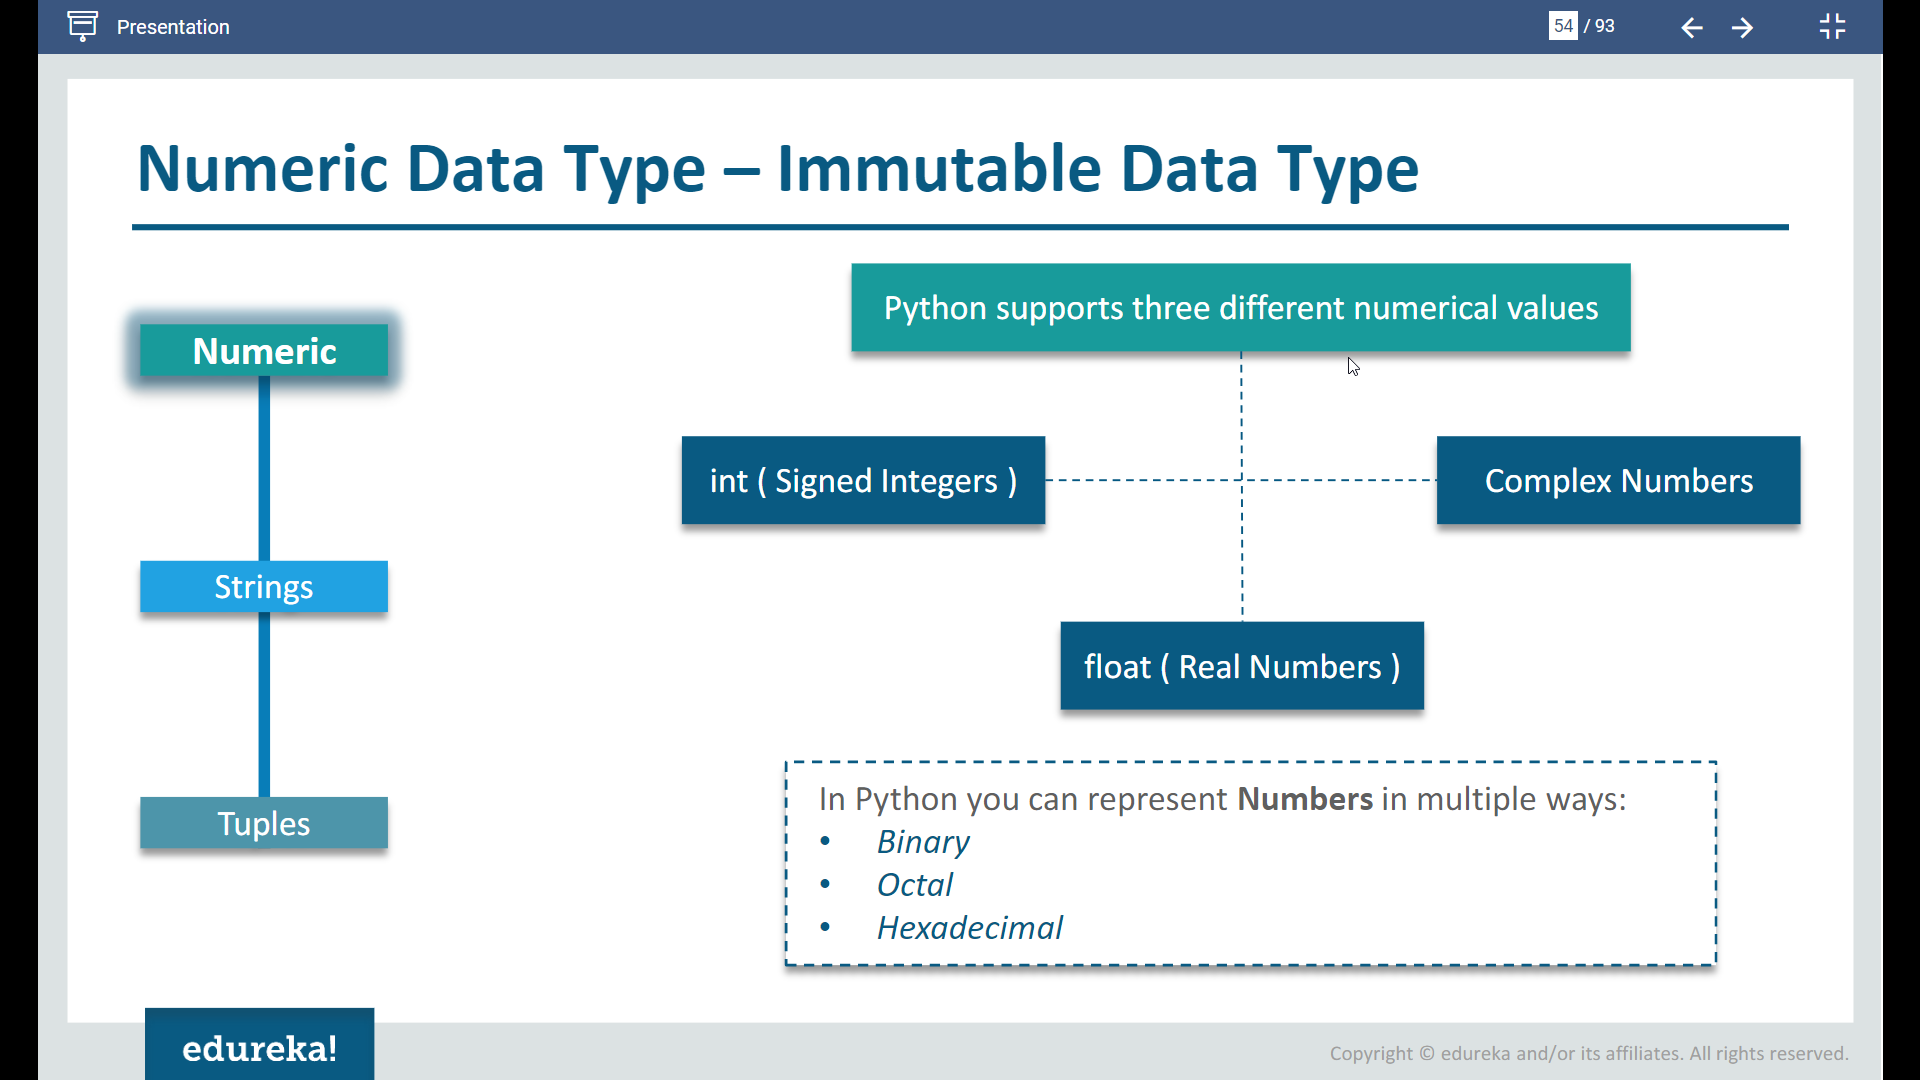 Presentation
54 / 93
Numeric Data Type – Immutable Data Type
Python supports three different numerical values
Numeric
int ( Signed Integers )
Complex Numbers
Strings
float ( Real Numbers )
Tuples
In Python you can represent Numbers in multiple ways:
• Binary
• Octal
• Hexadecimal
edureka!
Copyright © edureka and/or its affiliates. All rights reserved.